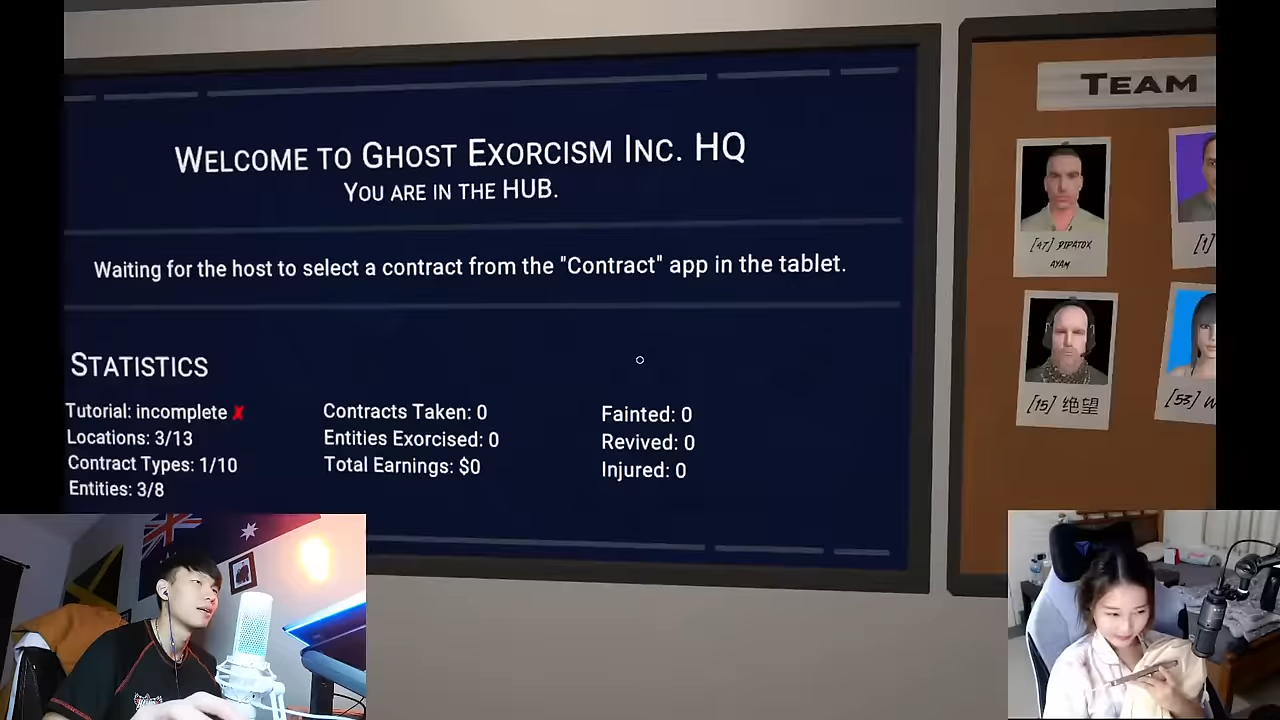 WELCOME TO GHOST EXORCISM INC. HQ
YOU ARE IN THE HUB.
Waiting for the host to select a contract from the "Contract" app in the tablet.
STATISTICS
Tutorial: incomplete ✗
Locations: 3/13
Contract Types: 1/10
Entities: 3/8
Contracts Taken: 0
Entities Exorcised: 0
Total Earnings: $0
Fainted: 0
Revived: 0
Injured: 0
TEAM
[47]
AYAM
[1]
[15] 绝望
[53] W